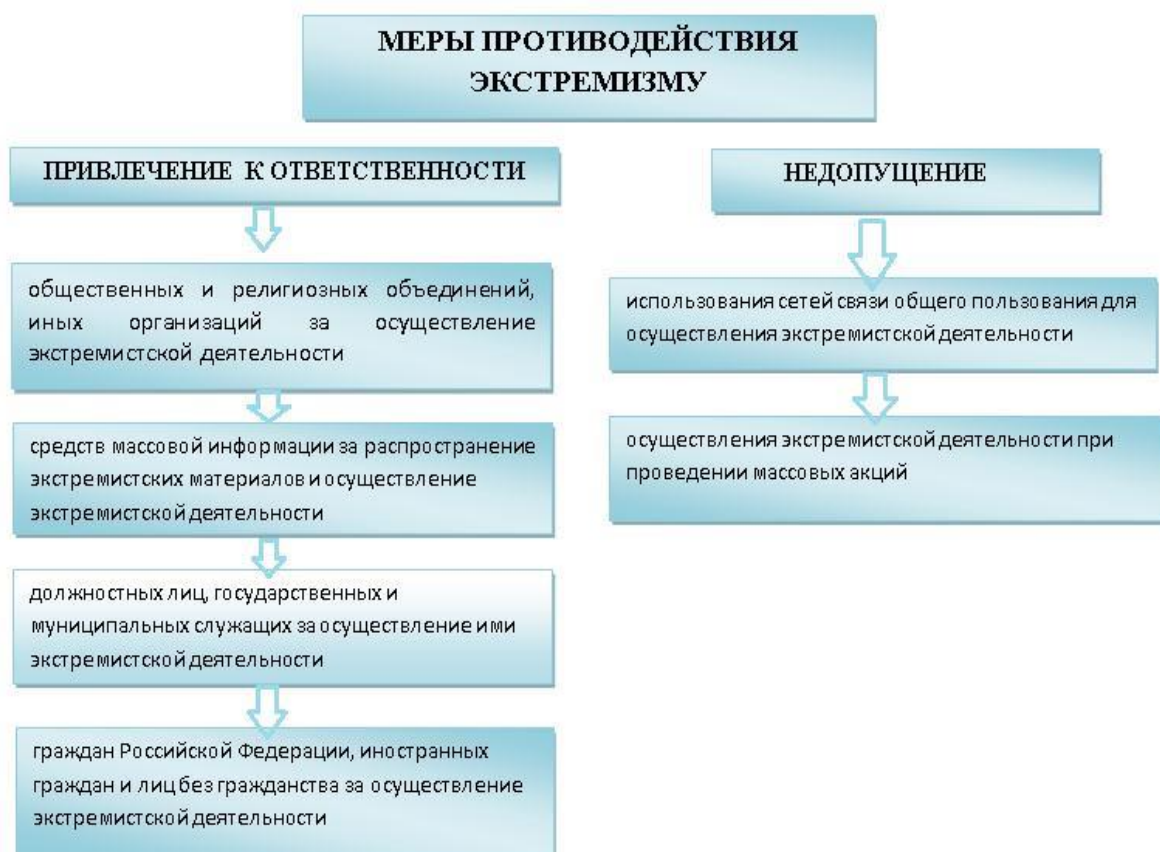 МЕРЫ ПРОТИВОДЕЙСТВИЯ
ЭКСТРЕМИЗМУ
ПРИВЛЕЧЕНИЕ К ОТВЕТСТВЕННОСТИ
общественных и религиозных объединений,
иных организаций за осуществление
экстремистской деятельности
средств массовой информации за распространение
экстремистских материалов и осуществление
экстремистской деятельности
должностных лиц, государственных и
муниципальных служащих за осуществление ими
экстремистской деятельности
граждан Российской Федерации, иностранных
граждан и лиц без гражданства за осуществление
экстремистской деятельности
НЕДОПУЩЕНИЕ
использования сетей связи общего пользования для
осуществления экстремистской деятельности
осуществления экстремистской деятельности при
проведении массовых акций